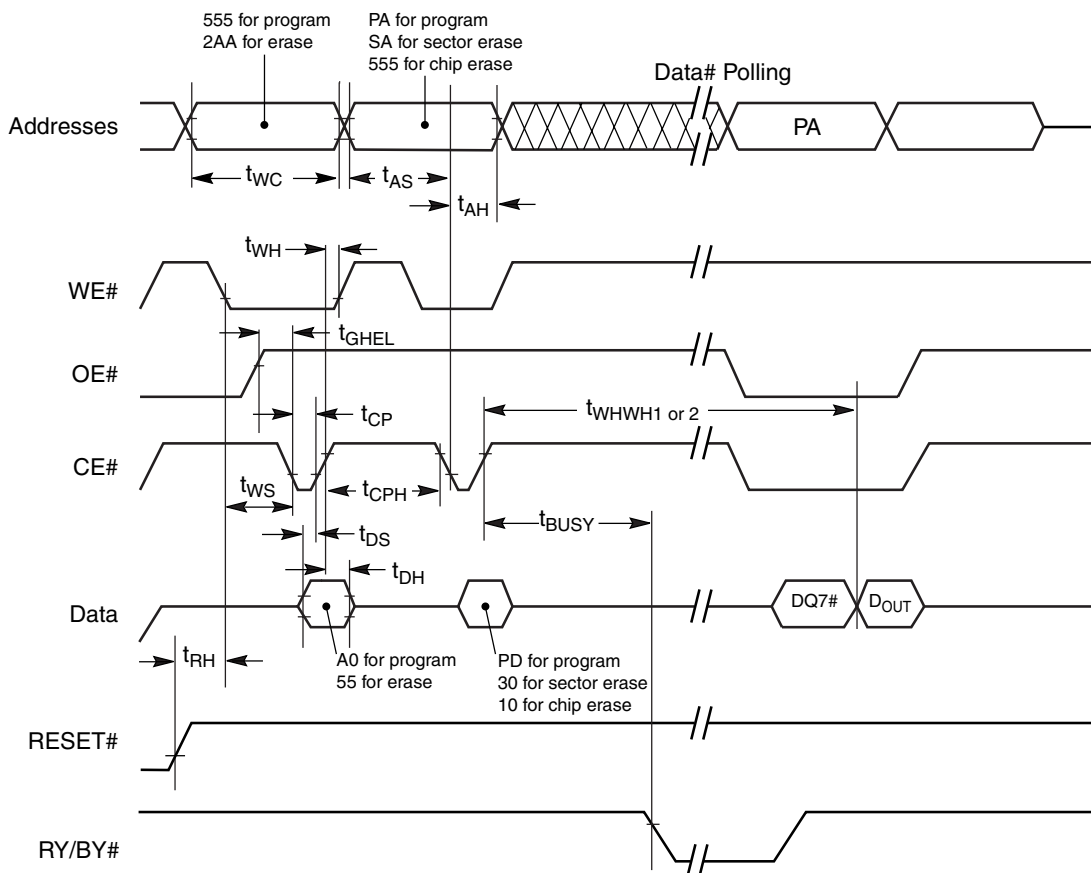 555 for program
2AA for erase
PA for program
SA for sector erase
555 for chip erase
Data# Polling
Addresses
PA
tWC
tAS
tAH
tWH
WE#
tGHEL
OE#
tWHWH1 or 2
tCP
CE#
tWS
tCPH
tBUSY
tDS
tDH
Data
DQ7#
DOUT
tRH
A0 for program
55 for erase
PD for program
30 for sector erase
10 for chip erase
RESET#
RY/BY#